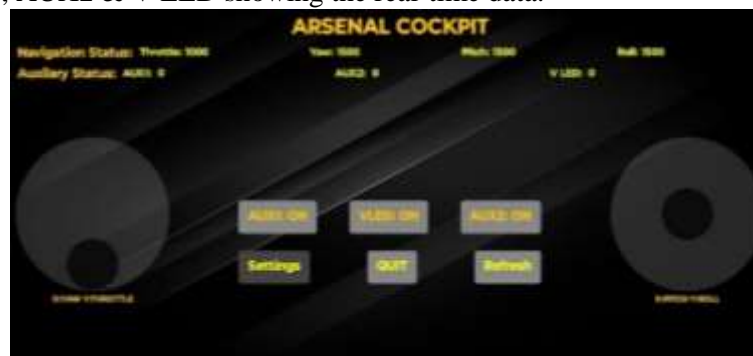 , AUX2 & V LED showing the real time data.
ARSENAL COCKPIT
Navigation Status: Throttle: 1000 Yaw: 1500 Pitch: 1500 Roll: 1500
Auxiliary Status: AUX1: 0 AUX2: 0 V LED: 0
AUX1: ON VLED: ON AUX2: ON
Settings QUIT Refresh